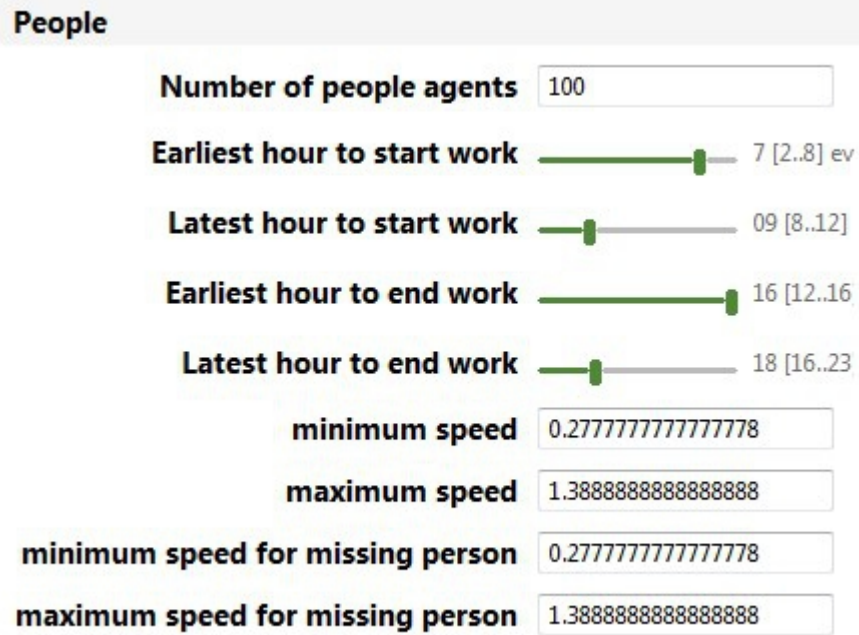 People
Number of people agents 100
Earliest hour to start work 7 [2..8] ev
Latest hour to start work 09 [8..12]
Earliest hour to end work 16 [12..16
Latest hour to end work 18 [16..23
minimum speed 0.2777777777777778
maximum speed 1.3888888888888888
minimum speed for missing person 0.2777777777777778
maximum speed for missing person 1.3888888888888888